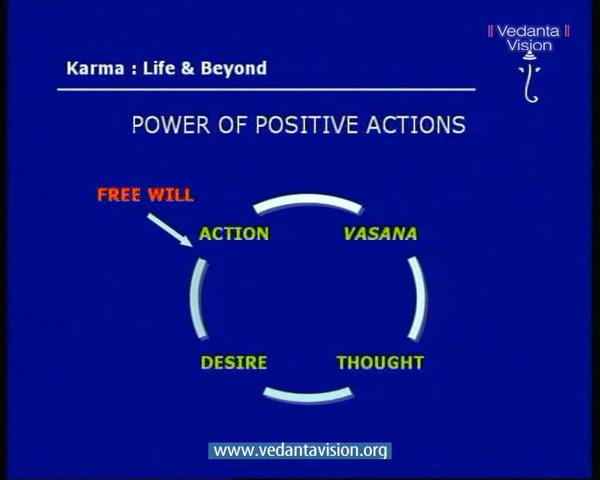 || Vedanta ||
Vision
Karma : Life & Beyond
POWER OF POSITIVE ACTIONS
FREE WILL
ACTION
VASANA
DESIRE
THOUGHT
www.vedantavision.org